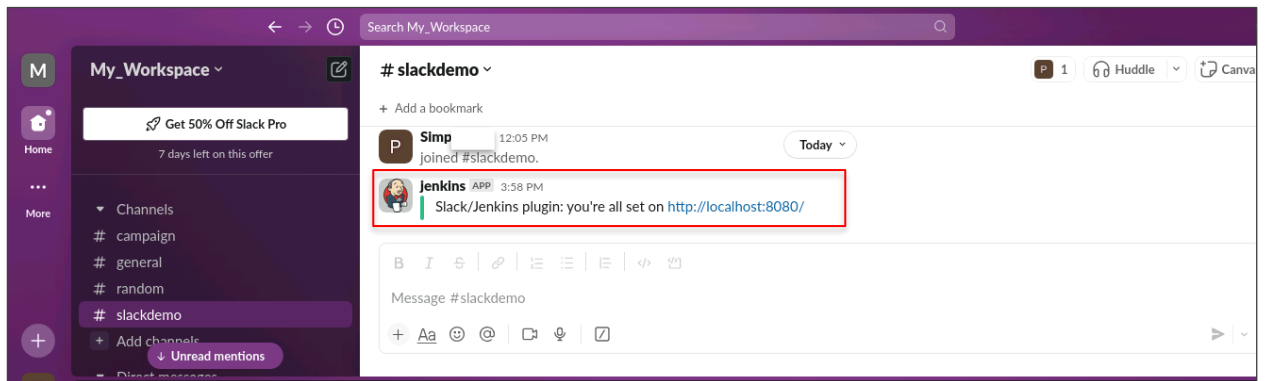 Search My_Workspace
M
My_Workspace
# slackdemo
P 1
Huddle
Canva
Get 50% Off Slack Pro
7 days left on this offer
Home
More
+ Add a bookmark
P
Simp
12:05 PM
joined #slackdemo.
Today
jenkins APP 3:58 PM
Slack/Jenkins plugin: you're all set on http://localhost:8080/
Channels
# campaign
# general
# random
# slackdemo
+ Add channels
↓ Unread mentions
Direct messages
B I S
Message #slackdemo
+ Aa